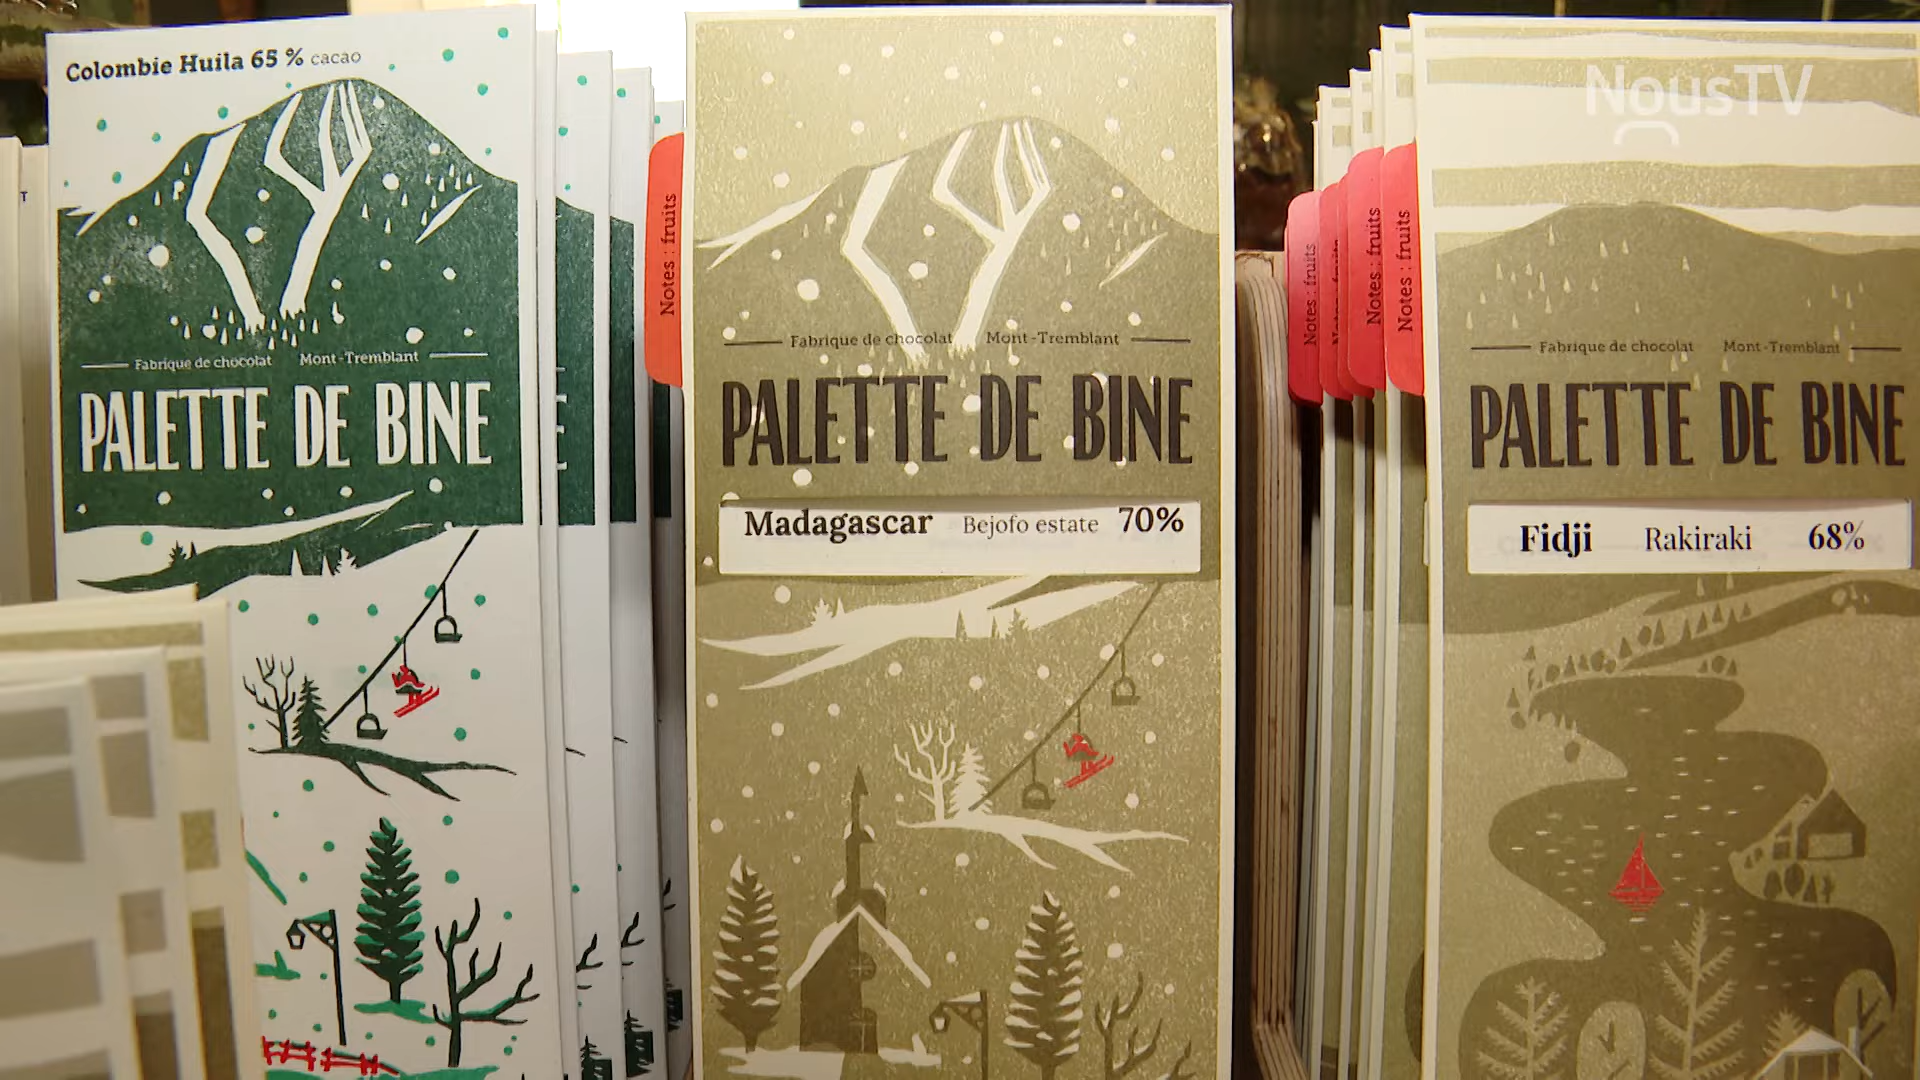 Colombie Huila 65 % cacao
Fabrique de chocolat Mont-Tremblant
PALETTE DE BINE
Notes : fruits
Fabrique de chocolat Mont-Tremblant
PALETTE DE BINE
Madagascar Bejofo estate 70%
Notes : fruits
Notes : fruits
Notes : fruits
NousTV
Fabrique de chocolat Mont-Tremblant
PALETTE DE BINE
Fidji Rakiraki 68%